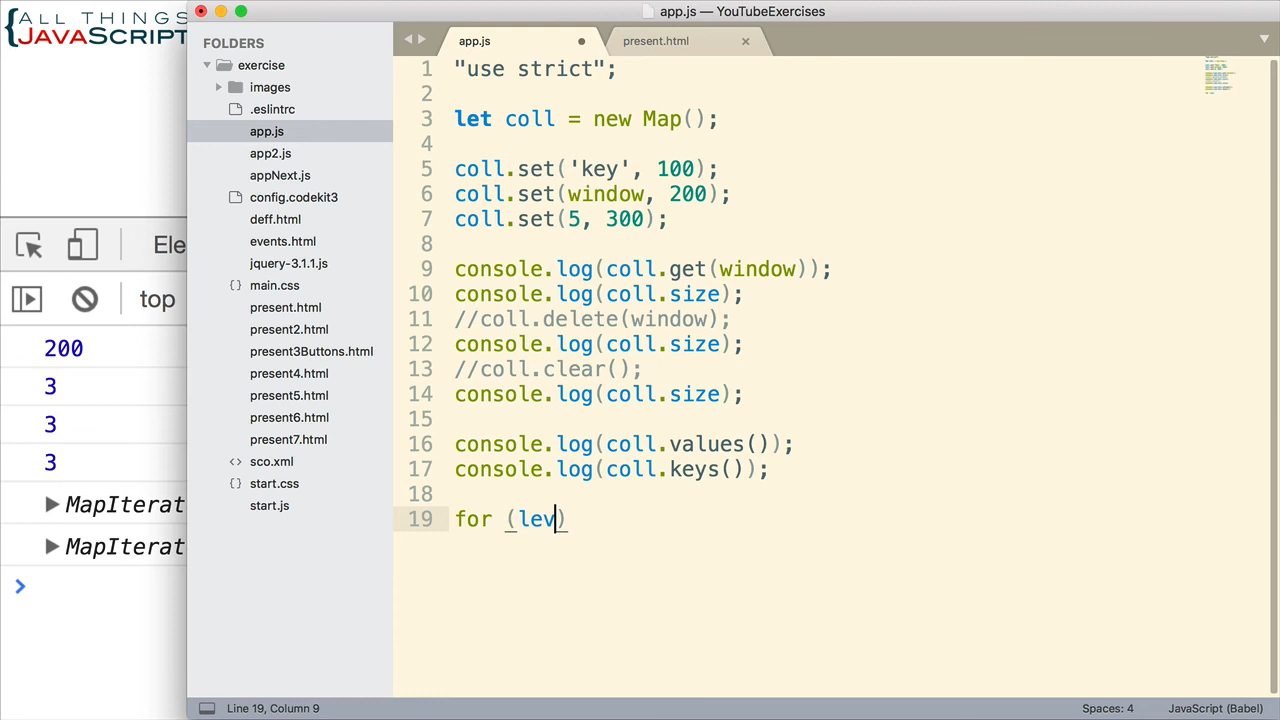 ALL THINGS
JAVASCRIPT
Ele
top
200
3
3
3
MapIterat
MapIterat
app.js — YouTubeExercises
FOLDERS
exercise
images
.eslintrc
app.js
app2.js
appNext.js
config.codekit3
deff.html
events.html
jquery-3.1.1.js
main.css
present.html
present2.html
present3Buttons.html
present4.html
present5.html
present6.html
present7.html
sco.xml
start.css
start.js
app.js
present.html
1 "use strict";
2
3 let coll = new Map();
4
5 coll.set('key', 100);
6 coll.set(window, 200);
7 coll.set(5, 300);
8
9 console.log(coll.get(window));
10 console.log(coll.size);
11 //coll.delete(window);
12 console.log(coll.size);
13 //coll.clear();
14 console.log(coll.size);
15
16 console.log(coll.values());
17 console.log(coll.keys());
18
19 for (lev)
Line 19, Column 9
Spaces: 4
JavaScript (Babel)